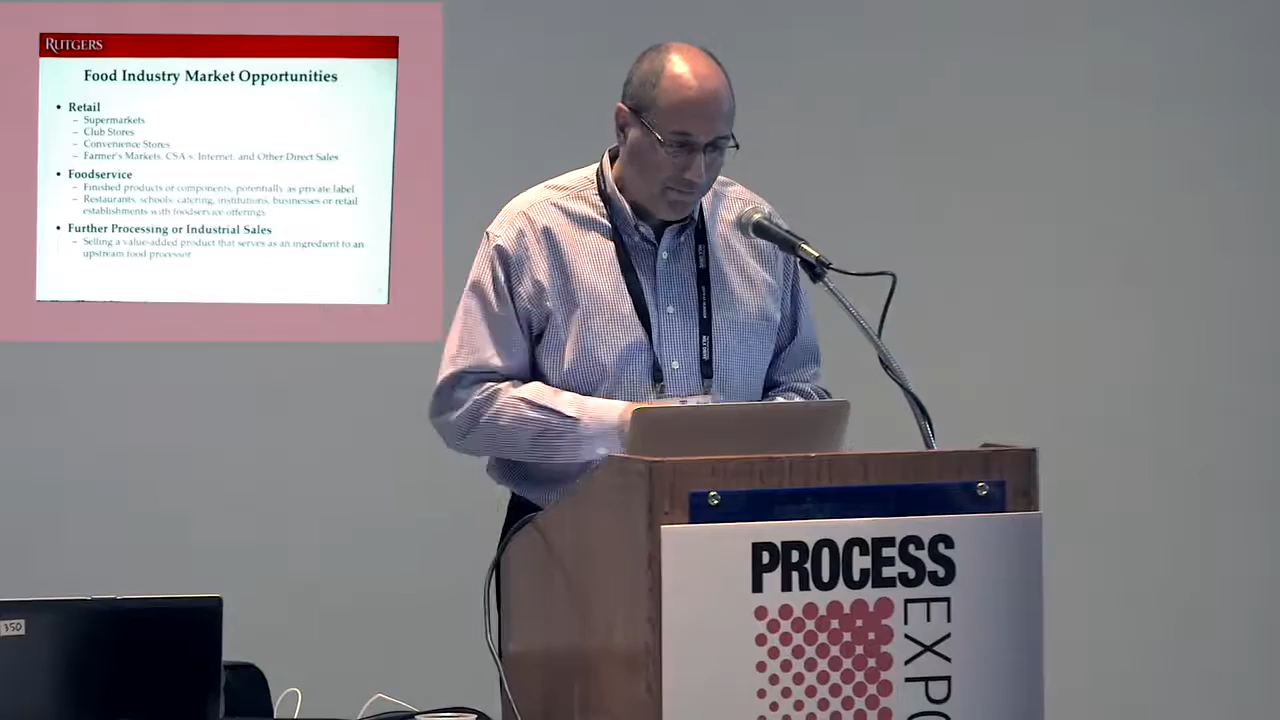 RUTGERS
Food Industry Market Opportunities
• Retail
– Supermarkets
– Club Stores
– Convenience Stores
– Farmer's Markets, CSA's, Internet, and Other Direct Sales
• Foodservice
– Finished products or components, potentially as private label
– Restaurants, schools, catering, institutions, businesses or retail
establishments with foodservice offerings
• Further Processing or Industrial Sales
– Selling a value-added product that serves as an ingredient to an
upstream food processor
350
PROCESS
EXPO